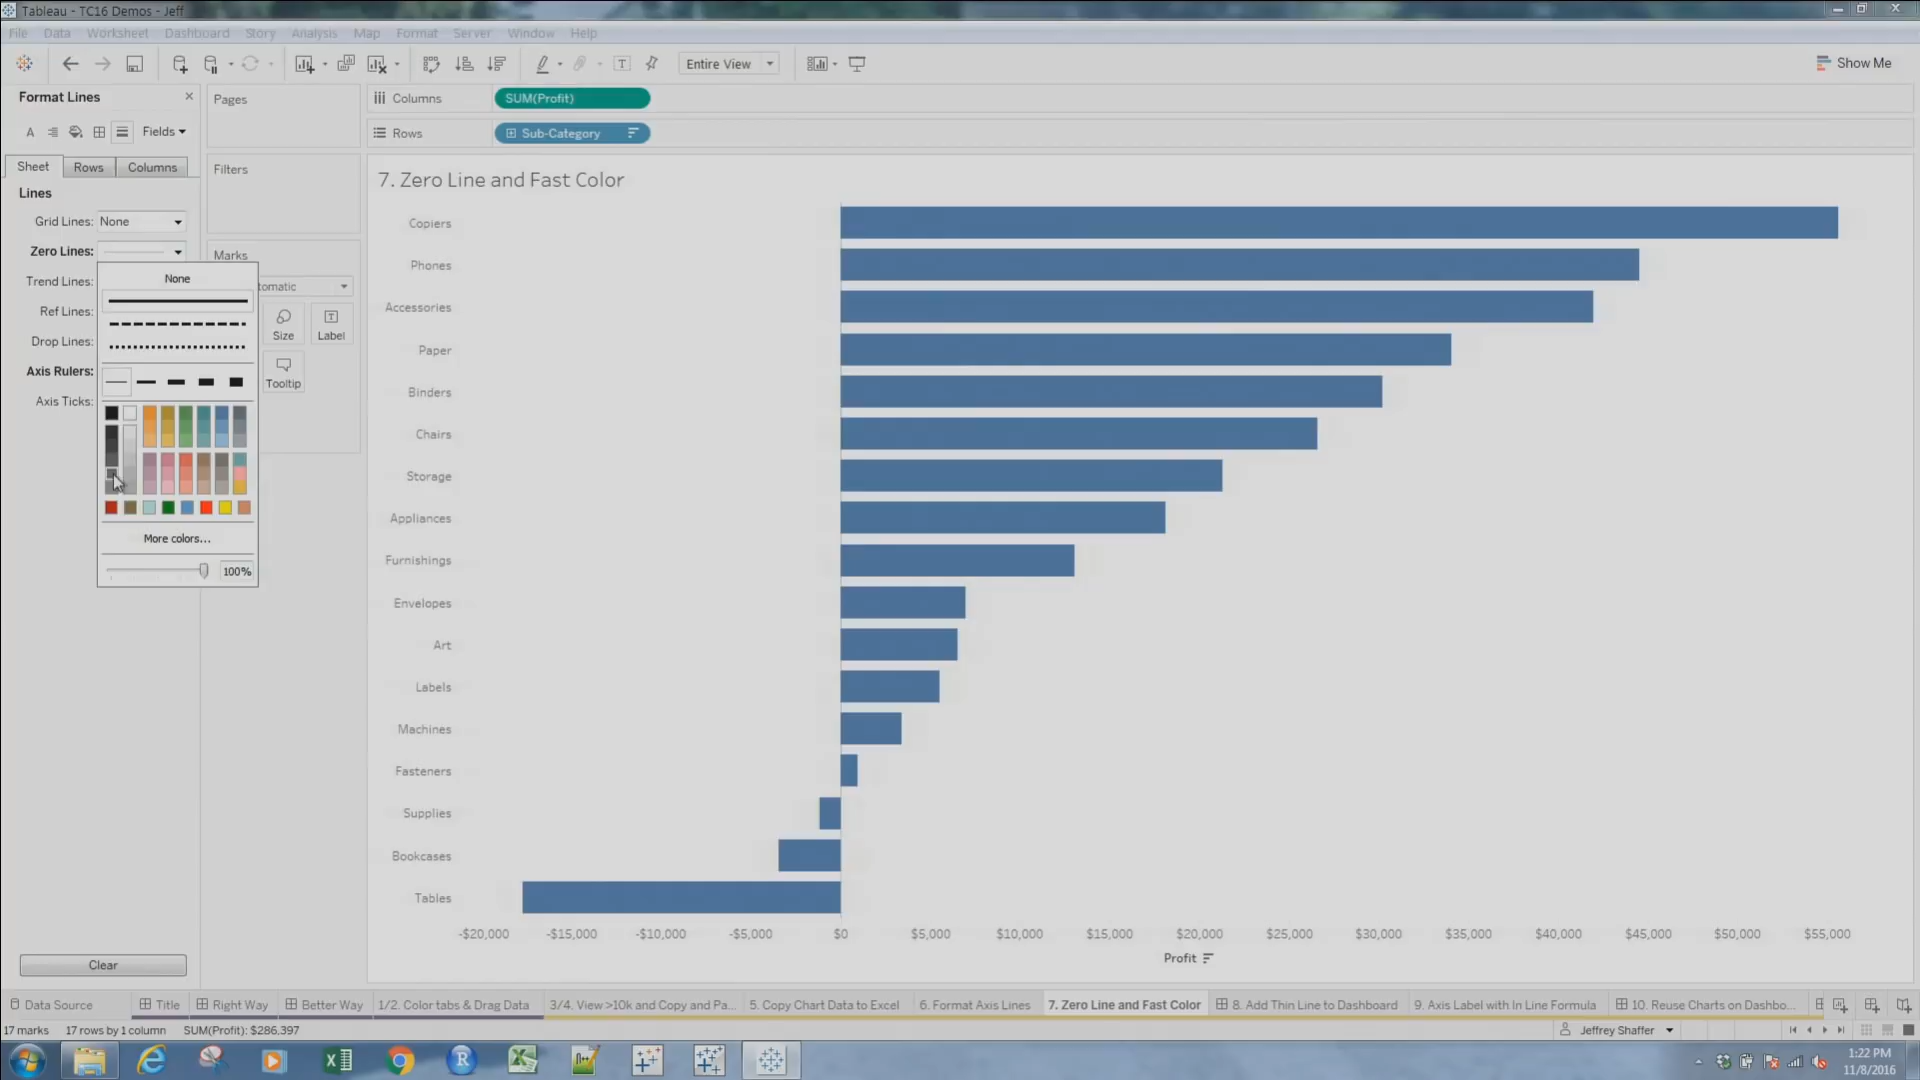 Tableau - TC16 Demos - Jeff
File Data Worksheet Dashboard Story Analysis Map Format Server Window Help
Entire View
Show Me
Format Lines
Fields
Sheet Rows Columns
Lines
Grid Lines: None
Zero Lines:
Trend Lines:
Ref Lines:
Drop Lines:
Axis Rulers:
Axis Ticks:
None
More colors...
100%
Clear
Pages
Filters
Marks
tomatic
Size Label
Tooltip
Columns SUM(Profit)
Rows Sub-Category
7. Zero Line and Fast Color
Copiers
Phones
Accessories
Paper
Binders
Chairs
Storage
Appliances
Furnishings
Envelopes
Art
Labels
Machines
Fasteners
Supplies
Bookcases
Tables
-$20,000 -$15,000 -$10,000 -$5,000 $0 $5,000 $10,000 $15,000 $20,000 $25,000 $30,000 $35,000 $40,000 $45,000 $50,000 $55,000
Profit
Data Source Title Right Way Better Way 1/2. Color tabs & Drag Data 3/4. View >10k and Copy and Pa... 5. Copy Chart Data to Excel 6. Format Axis Lines 7. Zero Line and Fast Color 8. Add Thin Line to Dashboard 9. Axis Label with In Line Formula 10. Reuse Charts on Dashbo...
17 marks 17 rows by 1 column SUM(Profit): $286,397
Jeffrey Shaffer
1:22 PM
11/8/2016